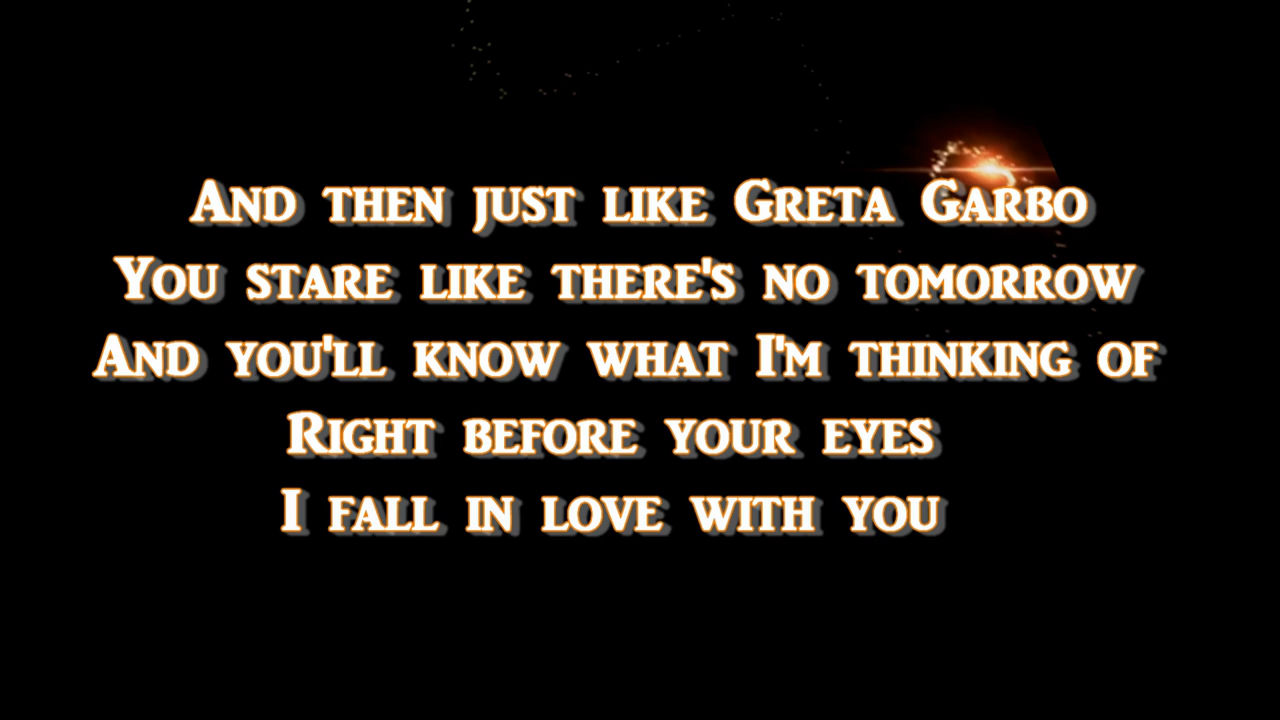 And then just like Greta Garbo
You stare like there's no tomorrow
And you'll know what I'm thinking of
Right before your eyes
I fall in love with you